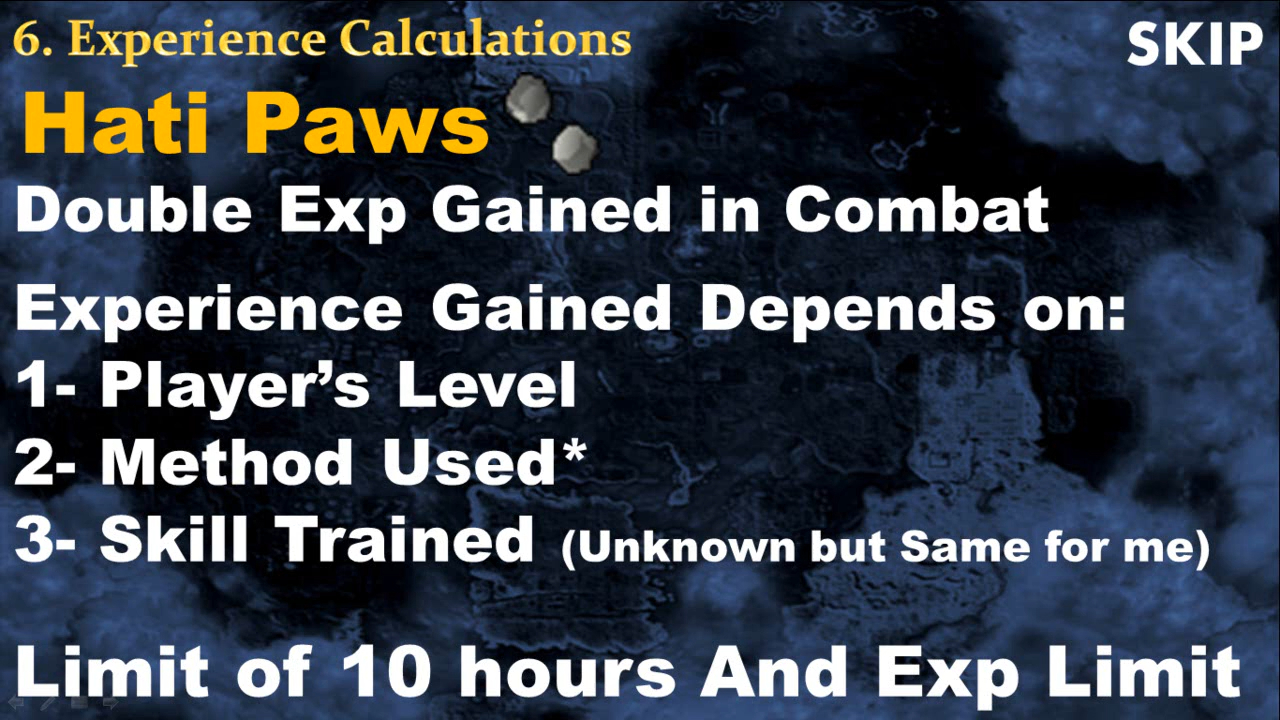 6. Experience Calculations
SKIP
Hati Paws
Double Exp Gained in Combat
Experience Gained Depends on:
1- Player’s Level
2- Method Used*
3- Skill Trained (Unknown but Same for me)
Limit of 10 hours And Exp Limit